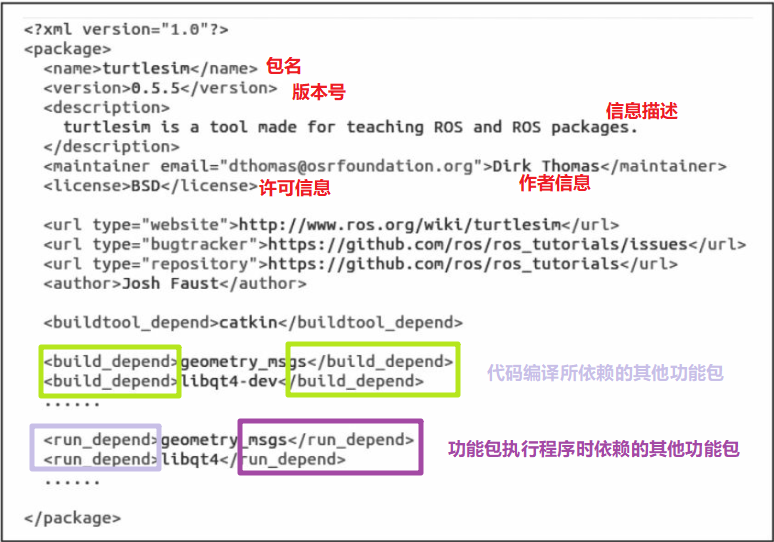 <?xml version="1.0"?>
<package>
<name>turtlesim</name> 包名
<version>0.5.5</version> 版本号
<description> 信息描述
turtlesim is a tool made for teaching ROS and ROS packages.
</description>
<maintainer email="dthomas@osrfoundation.org">Dirk Thomas</maintainer>
<license>BSD</license> 许可信息 作者信息
<url type="website">http://www.ros.org/wiki/turtlesim</url>
<url type="bugtracker">https://github.com/ros/ros_tutorials/issues</url>
<url type="repository">https://github.com/ros/ros_tutorials</url>
<author>Josh Faust</author>
<buildtool_depend>catkin</buildtool_depend>
<build_depend>geometry_msgs</build_depend>
<build_depend>libqt4-dev</build_depend> 代码编译所依赖的其他功能包
......
<run_depend>geometry_msgs</run_depend> 功能包执行程序时依赖的其他功能包
<run_depend>libqt4</run_depend>
......
</package>